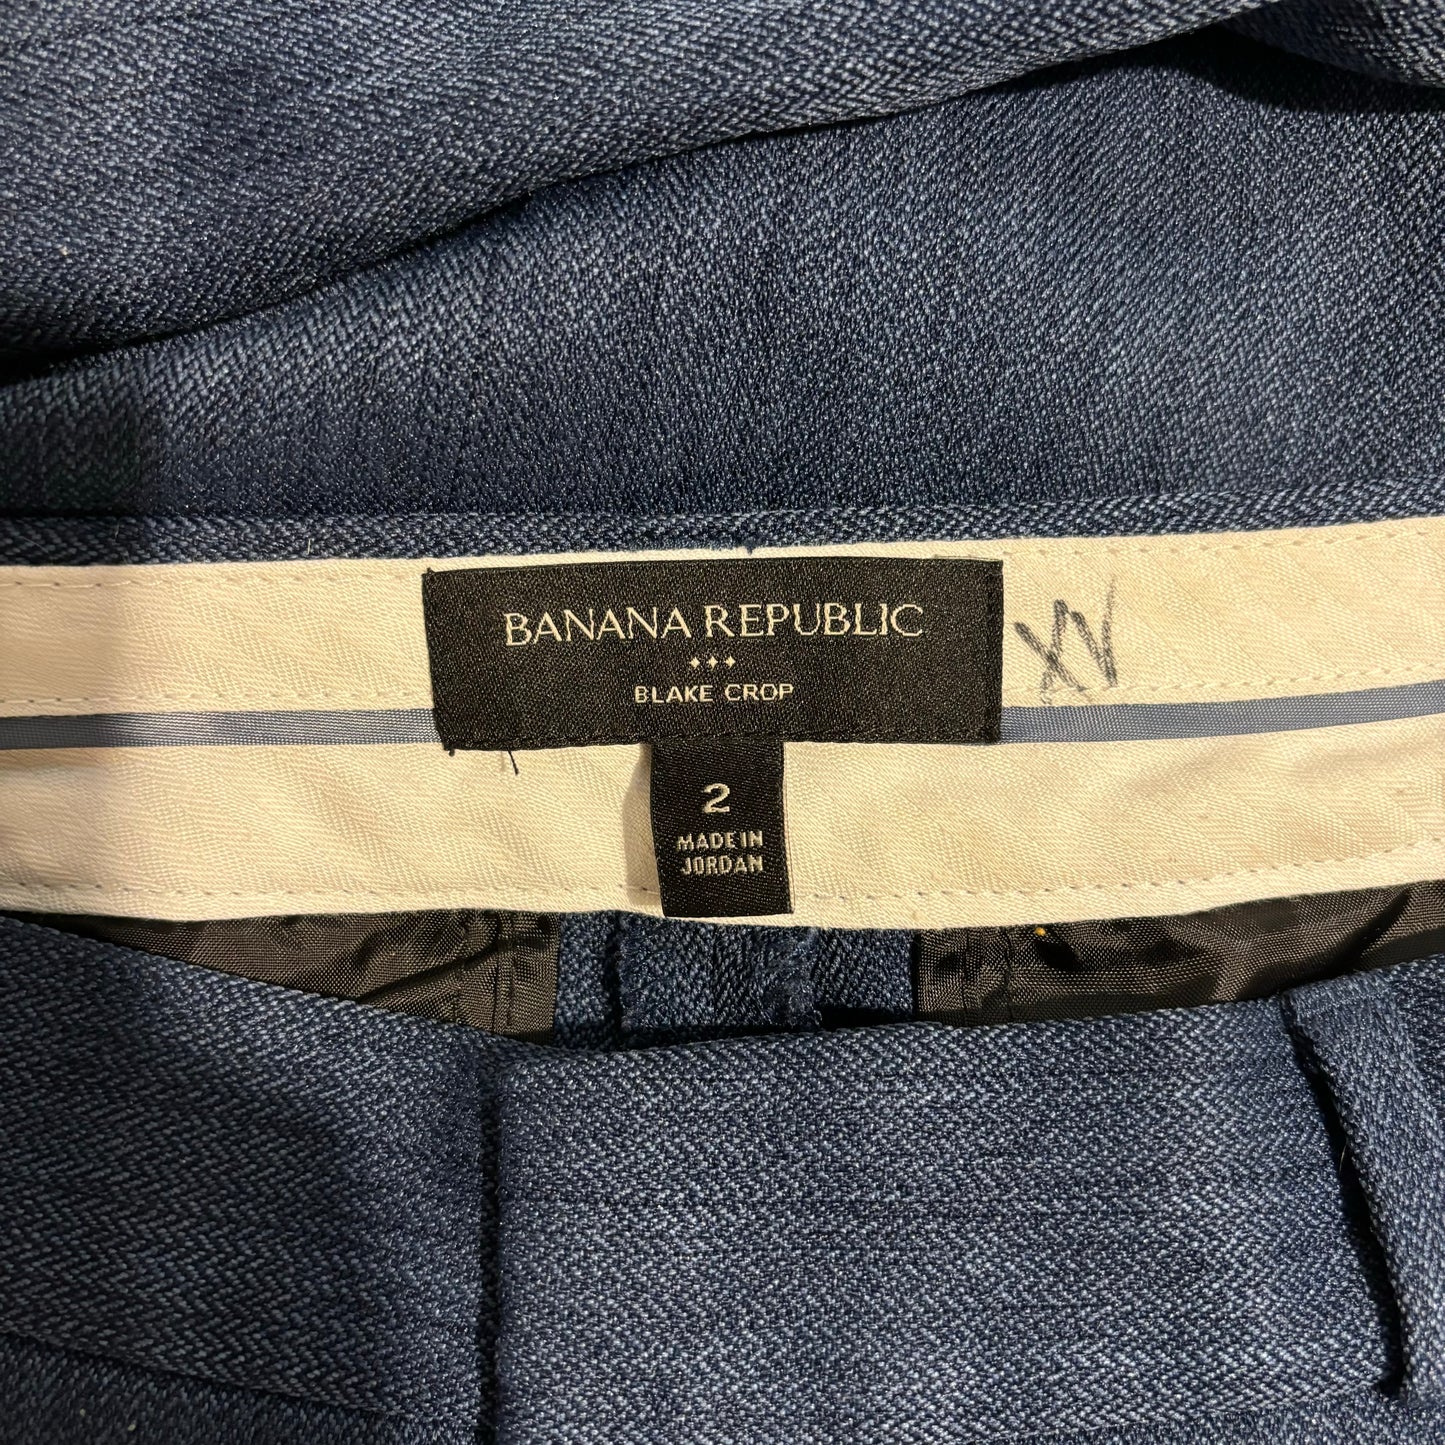 BANANA REPUBLIC
BLAKE CROP
XV
2
MADE IN
JORDAN